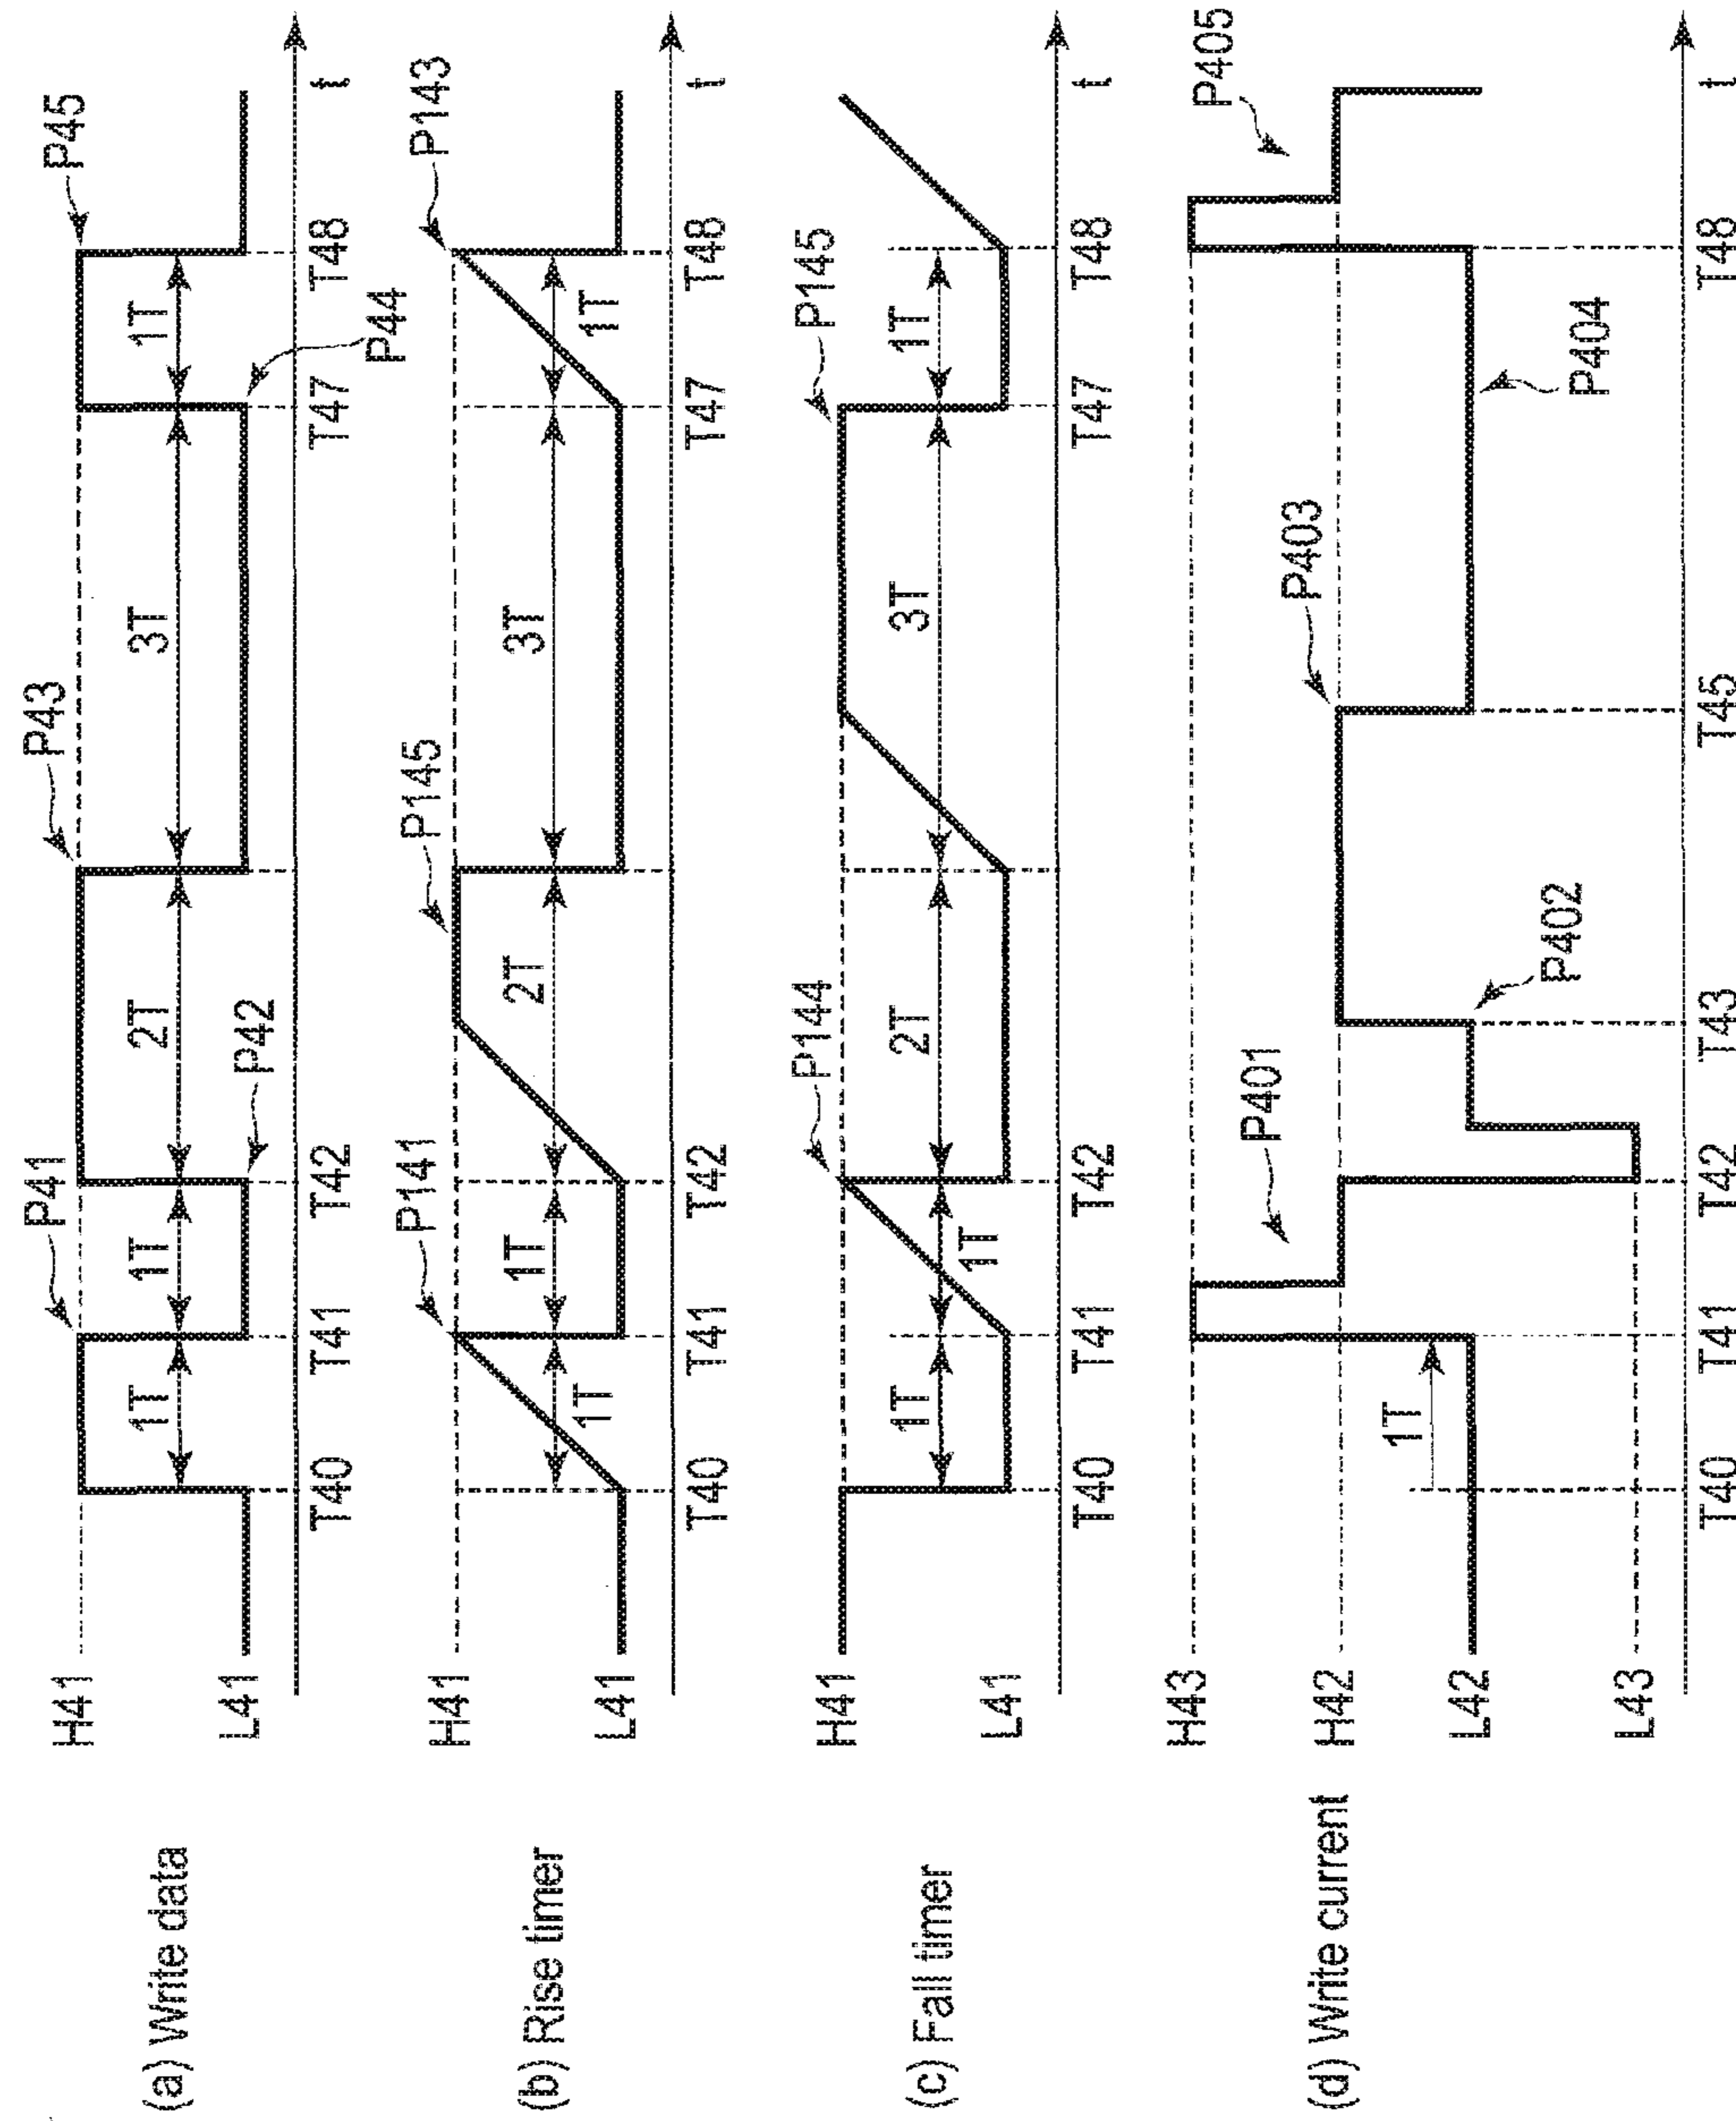 (a) Write data
H41
L41
P41
P42
P43
P44
P45
1T
1T
2T
3T
1T
T40
T41
T42
T47
T48
t
(b) Rise timer
H41
L41
P141
P145
P143
1T
1T
2T
3T
1T
T40
T41
T42
T47
T48
t
(c) Fall timer
H41
L41
P144
P145
1T
1T
2T
3T
1T
T40
T41
T42
T47
T48
t
(d) Write current
H43
H42
L42
L43
P401
P402
P403
P404
P405
1T
T40
T41
T42
T43
T45
T48
t